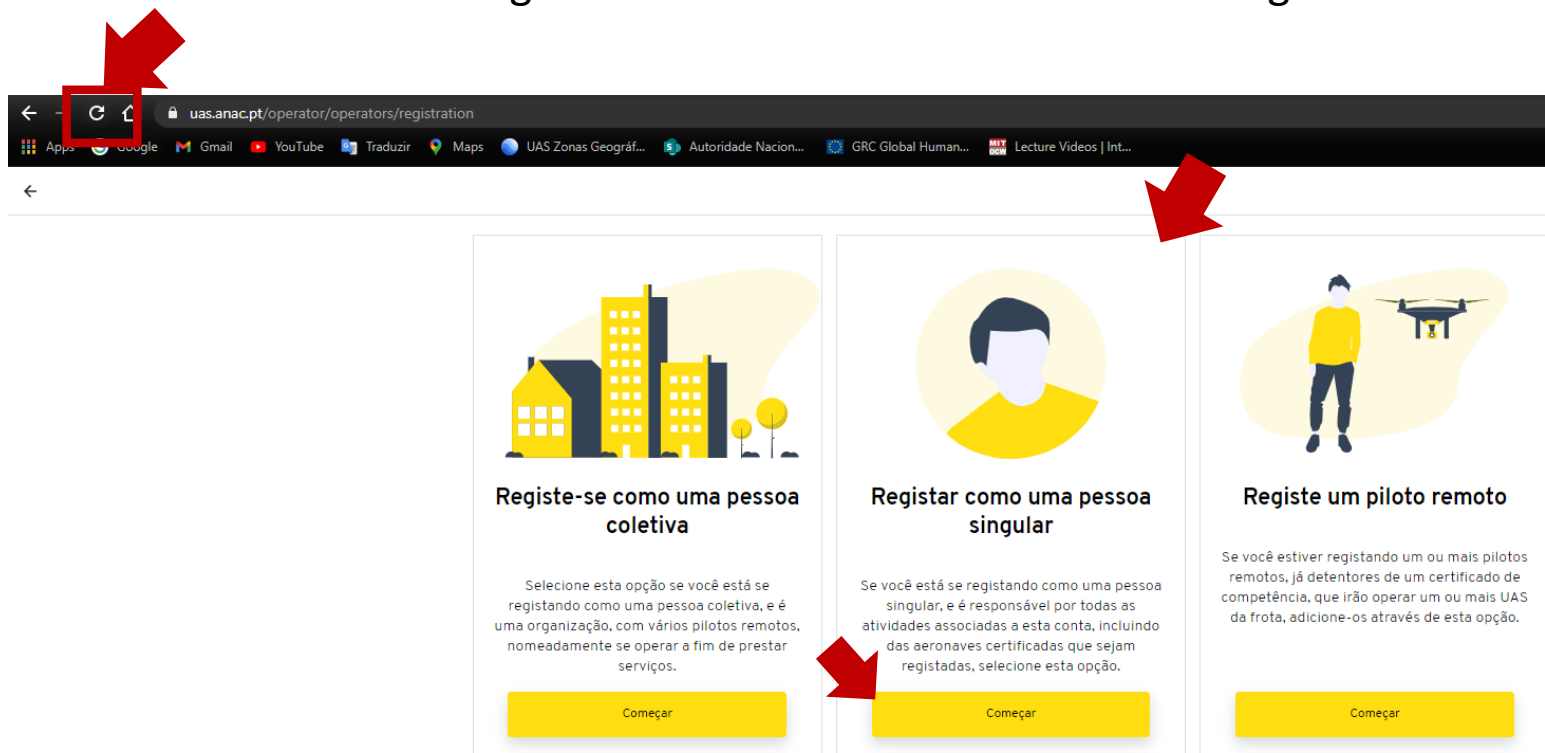 uas.anac.pt/operator/operators/registration
Apps Google Gmail YouTube Traduzir Maps UAS Zonas Geográf... Autoridade Nacion... GRC Global Human... MIT OCW Lecture Videos | Int...
Registe-se como uma pessoa
coletiva
Selecione esta opção se você está se
registando como uma pessoa coletiva, e é
uma organização, com vários pilotos remotos,
nomeadamente se operar a fim de prestar
serviços.
Começar
Registar como uma pessoa
singular
Se você está se registando como uma pessoa
singular, e é responsável por todas as
atividades associadas a esta conta, incluindo
das aeronaves certificadas que sejam
registadas, selecione esta opção.
Começar
Registe um piloto remoto
Se você estiver registando um ou mais pilotos
remotos, já detentores de um certificado de
competência, que irão operar um ou mais UAS
da frota, adicione-os através de esta opção.
Começar